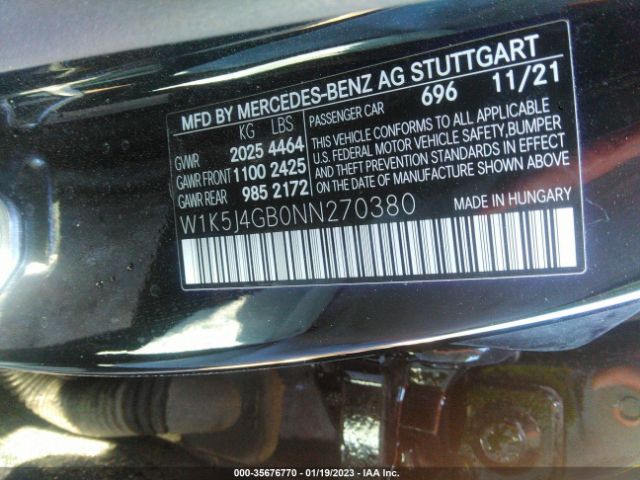 MFD BY MERCEDES-BENZ AG STUTTGART
KG LBS PASSENGER CAR 696 11/21
GVWR 2025 4464
GAWR FRONT 1100 2425
GAWR REAR 985 2172
THIS VEHICLE CONFORMS TO ALL APPLICABLE
U.S. FEDERAL MOTOR VEHICLE SAFETY, BUMPER
AND THEFT PREVENTION STANDARDS IN EFFECT
ON THE DATE OF MANUFACTURE SHOWN ABOVE
W1K5J4GB0NN270380 MADE IN HUNGARY
000-35676770 - 01/19/2023 - IAA Inc.